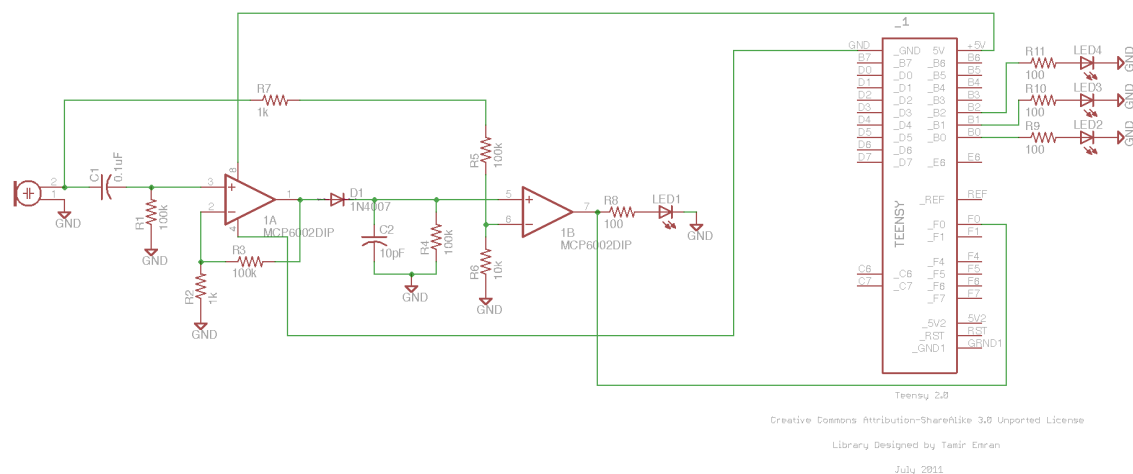 _1
GND
_GND
5V
+5V
B7
_B7
_B6
B6
D0
_D0
_B5
B5
D1
_D1
_B4
B4
D2
_D2
_B3
B3
D3
_D3
_B2
B2
D4
_D4
_B1
B1
D5
_D5
_B0
B0
D6
_D6
D7
_D7
_E6
E6
_REF
REF
TEENSY
_F0
F0
_F1
F1
_F4
F4
C6
_C6
_F5
F5
C7
_C7
_F6
F6
_F7
F7
_5V2
5V2
_RST
RST
_GND1
GRND1
R11
100
LED4
GND
R10
100
LED3
GND
R9
100
LED2
GND
R7
1k
C1
0.1uF
2
1
GND
R1
100k
GND
3
2
8
4
1
1A
MCP6002DIP
R3
100k
R2
1k
GND
D1
1N4007
C2
10pF
R4
100k
GND
R5
100k
R6
10k
GND
5
6
7
1B
MCP6002DIP
R8
100
LED1
GND
Teensy 2.0
Creative Commons Attribution-ShareAlike 3.0 Unported License
Library Designed by Tamir Emran
July 2011